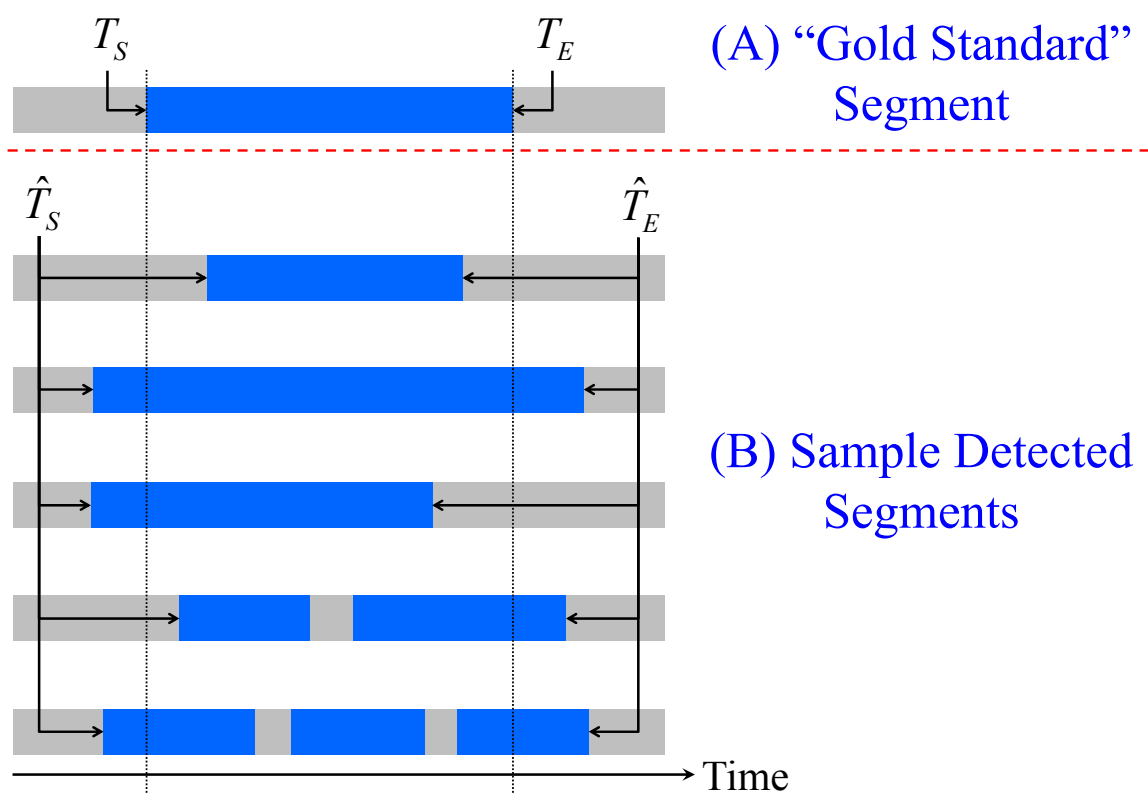 T_S
T_E
(A) “Gold Standard”
Segment
T̂_S
T̂_E
(B) Sample Detected
Segments
Time